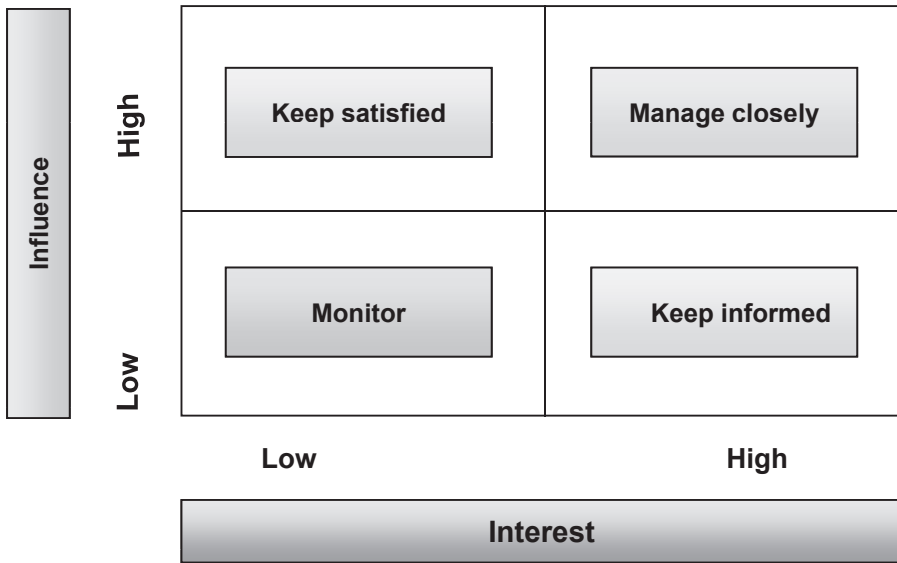 Influence
High
Low
Keep satisfied
Manage closely
Monitor
Keep informed
Low
High
Interest